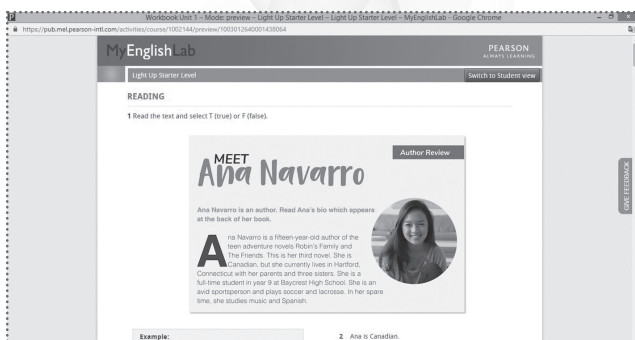 Workbook Unit 1 – Mode: preview – Light Up Starter Level – Light Up Starter Level – MyEnglishLab - Google Chrome
https://pub.mel.pearson-intl.com/activities/course/1002144/preview/1003012640001438064
MyEnglishLab
PEARSON
ALWAYS LEARNING
Light Up Starter Level
Switch to Student view
READING
1 Read the text and select T (true) or F (false).
Author Review
MEET
Ana Navarro
Ana Navarro is an author. Read Ana's bio which appears
at the back of her book.
Ana Navarro is a fifteen-year-old author of the
teen adventure novels Robin's Family and
The Friends. This is her third novel. She is
Canadian, but she currently lives in Hartford,
Connecticut with her parents and three sisters. She is a
full-time student in year 9 at Baycrest High School. She is an
avid sportsperson and plays soccer and lacrosse. In her spare
time, she studies music and Spanish.
GIVE FEEDBACK
Example:
2 Ana is Canadian.